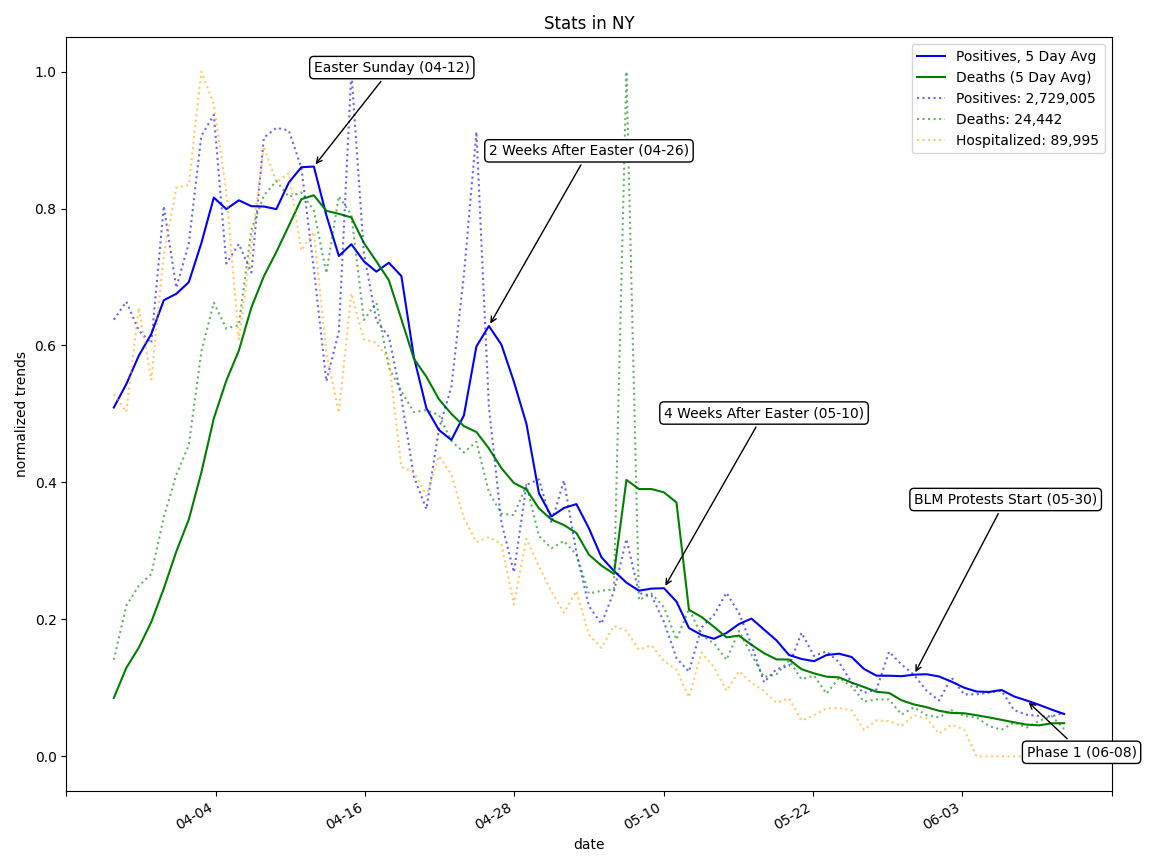 Stats in NY
Easter Sunday (04-12)
2 Weeks After Easter (04-26)
4 Weeks After Easter (05-10)
BLM Protests Start (05-30)
Phase 1 (06-08)
Positives, 5 Day Avg
Deaths (5 Day Avg)
Positives: 2,729,005
Deaths: 24,442
Hospitalized: 89,995
normalized trends
1.0
0.8
0.6
0.4
0.2
0.0
04-04
04-16
04-28
05-10
05-22
06-03
date